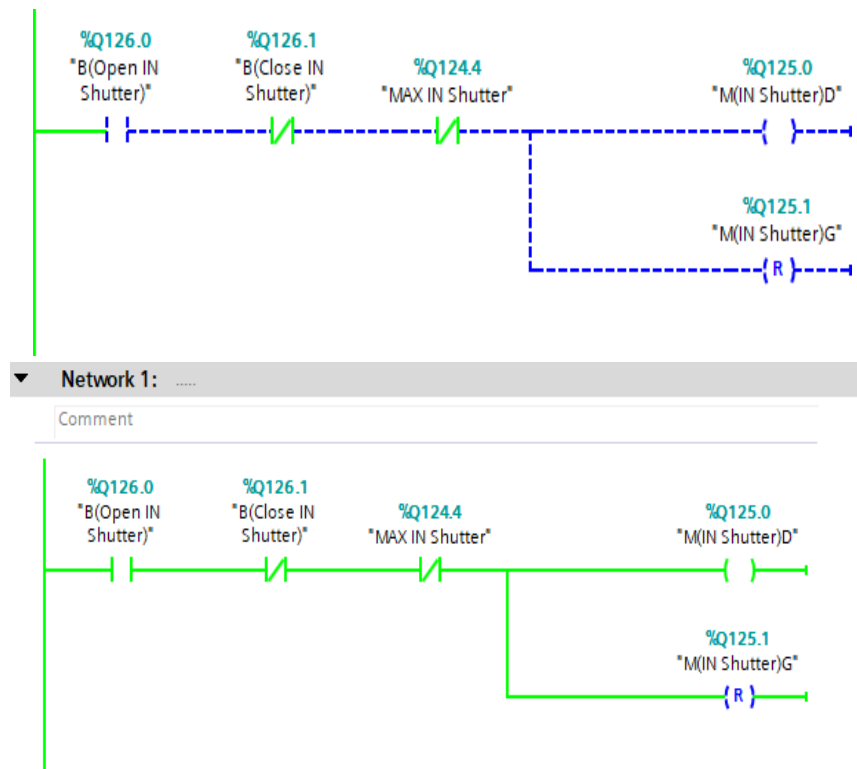 %Q126.0 %Q126.1
"B(Open IN "B(Close IN %Q124.4 %Q125.0
Shutter)" Shutter)" "MAX IN Shutter" "M(IN Shutter)D"
%Q125.1
"M(IN Shutter)G"
R
Network 1: .....
Comment
%Q126.0 %Q126.1
"B(Open IN "B(Close IN %Q124.4 %Q125.0
Shutter)" Shutter)" "MAX IN Shutter" "M(IN Shutter)D"
%Q125.1
"M(IN Shutter)G"
R